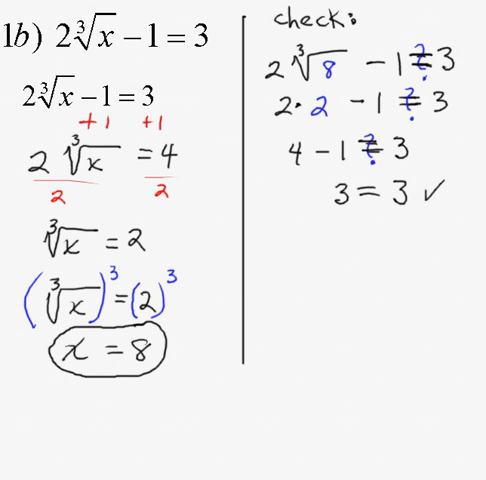 1b) 2∛x − 1 = 3
2∛x − 1 = 3
+1 +1
2 ∛x = 4
2 2
∛x = 2
(∛x)³ = (2)³
x = 8
check:
2 ∛8 − 1 ≟ 3
2 · 2 − 1 ≟ 3
4 − 1 ≟ 3
3 = 3 ✓